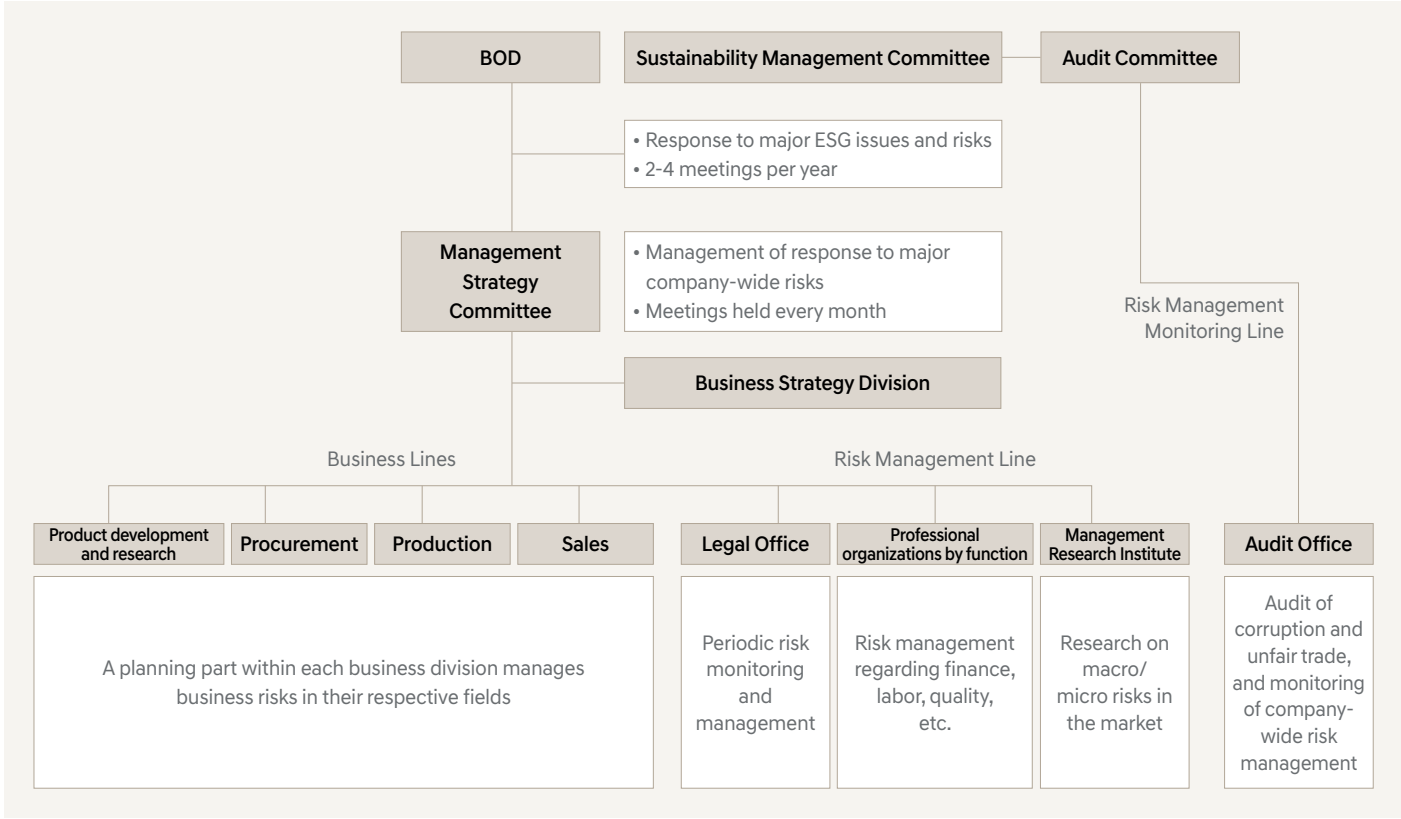 BOD
Sustainability Management Committee
Audit Committee
• Response to major ESG issues and risks
• 2-4 meetings per year
Management
Strategy
Committee
• Management of response to major
company-wide risks
• Meetings held every month
Risk Management
Monitoring Line
Business Strategy Division
Business Lines
Risk Management Line
Product development
and research
Procurement
Production
Sales
Legal Office
Professional
organizations by function
Management
Research Institute
Audit Office
A planning part within each business division manages
business risks in their respective fields
Periodic risk
monitoring
and
management
Risk management
regarding finance,
labor, quality,
etc.
Research on
macro/
micro risks in
the market
Audit of
corruption and
unfair trade,
and monitoring
of company-
wide risk
management